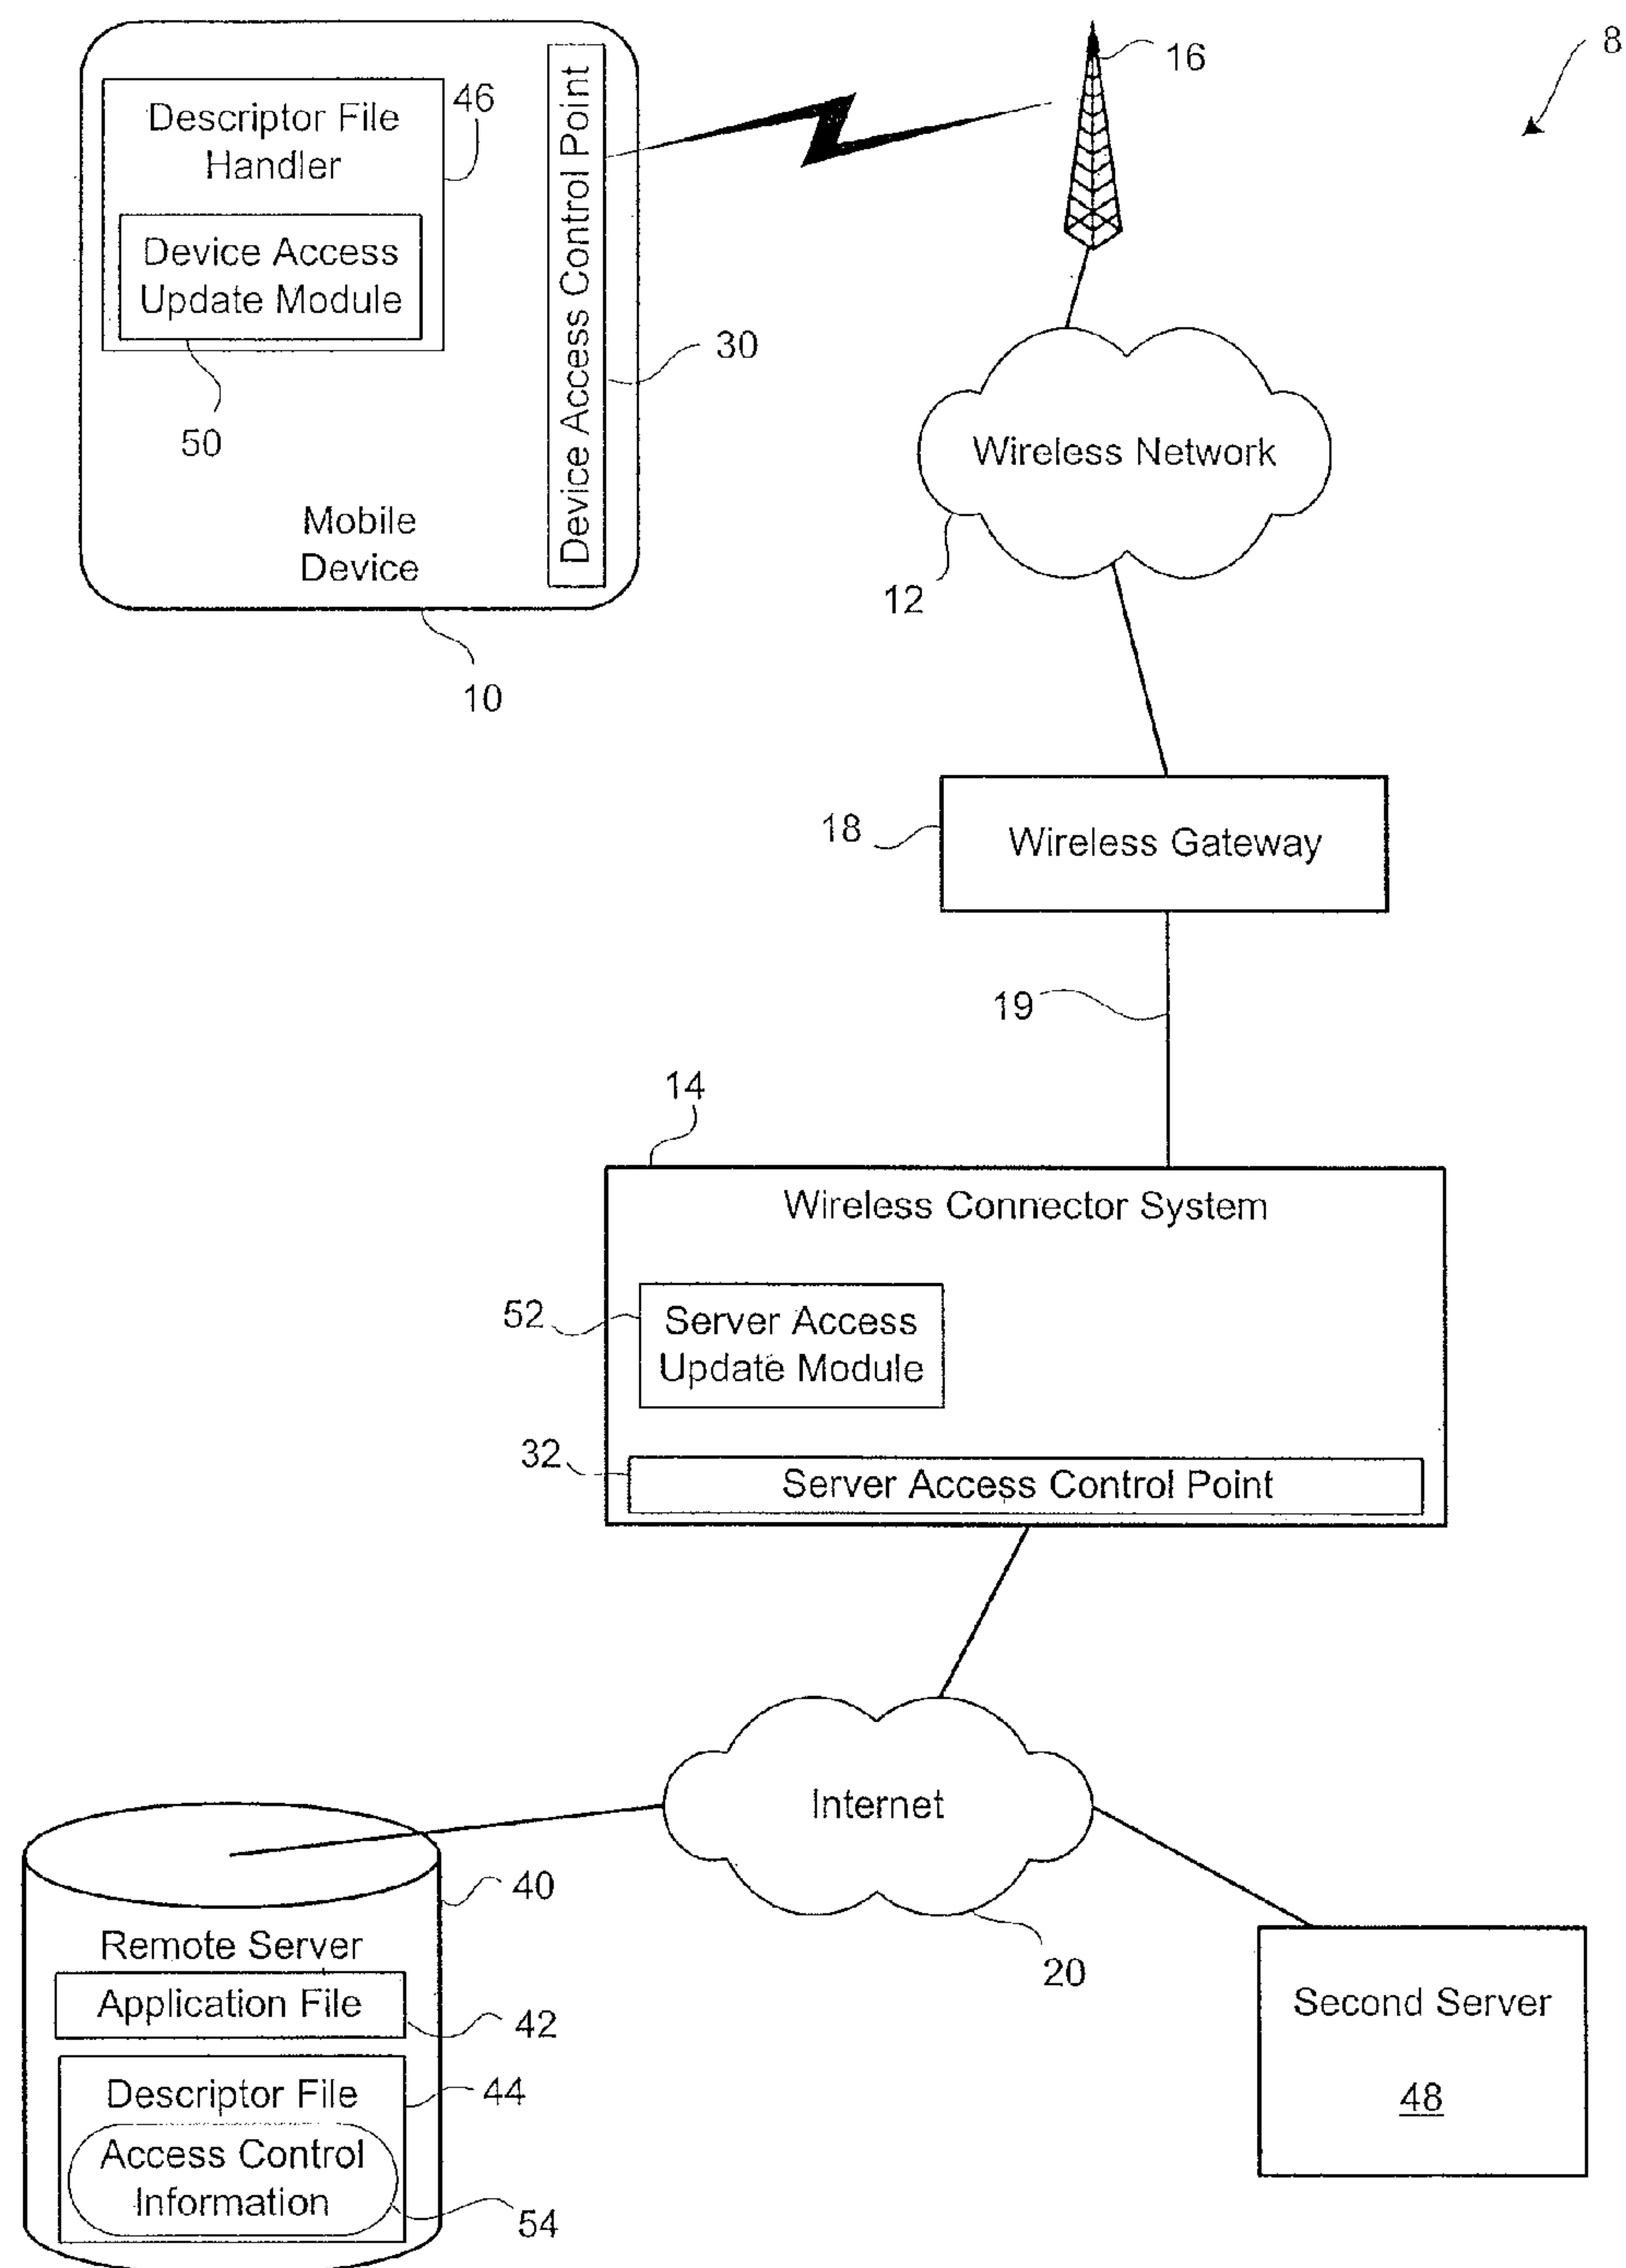 8
16
Descriptor File
Handler
46
Device Access
Update Module
50
Device Access Control Point
30
Mobile
Device
10
Wireless Network
12
18
Wireless Gateway
19
14
Wireless Connector System
52
Server Access
Update Module
32
Server Access Control Point
Internet
20
40
Remote Server
Application File
42
Descriptor File
44
Access Control
Information
54
Second Server
48